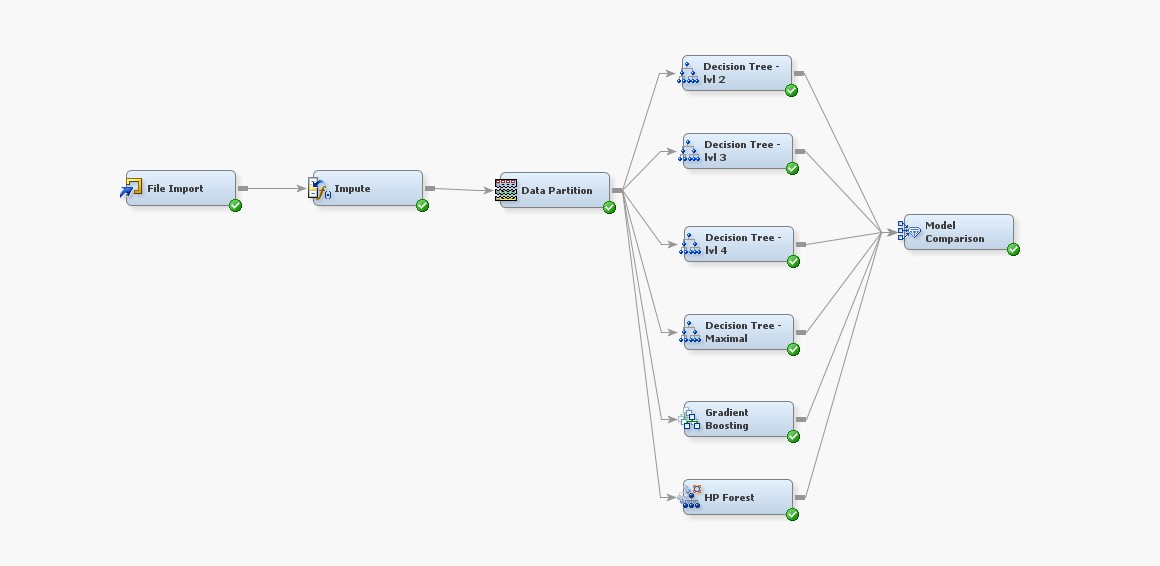 File Import
Impute
Data Partition
Decision Tree -
lvl 2
Decision Tree -
lvl 3
Decision Tree -
lvl 4
Decision Tree -
Maximal
Gradient
Boosting
HP Forest
Model
Comparison